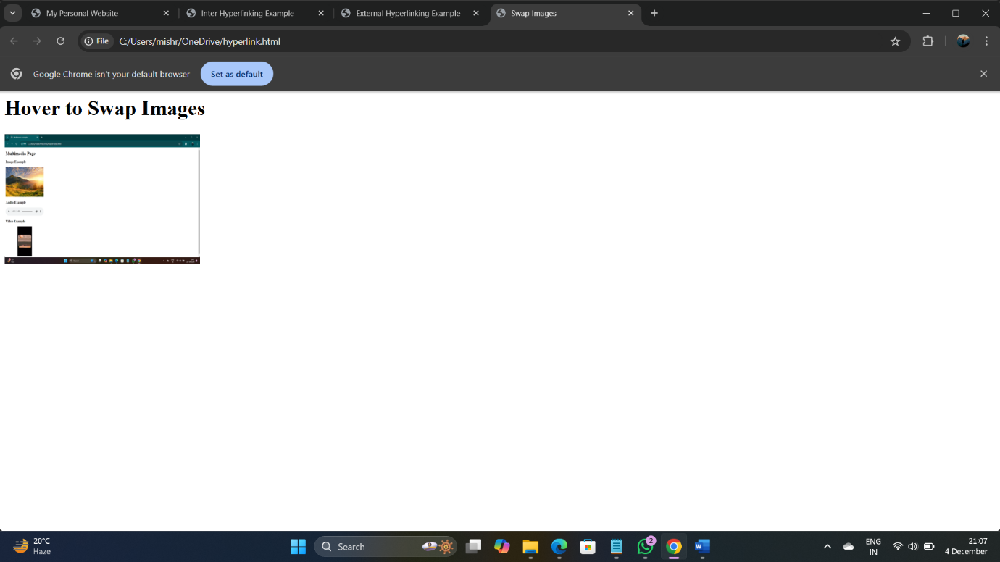 My Personal Website
Inter Hyperlinking Example
External Hyperlinking Example
Swap Images
File
C:/Users/mishr/OneDrive/hyperlink.html
Google Chrome isn't your default browser
Set as default
Hover to Swap Images
Multimedia Page
Image Example
Audio Example
Video Example
20°C
Haze
Search
2
ENG
IN
21:07
4 December